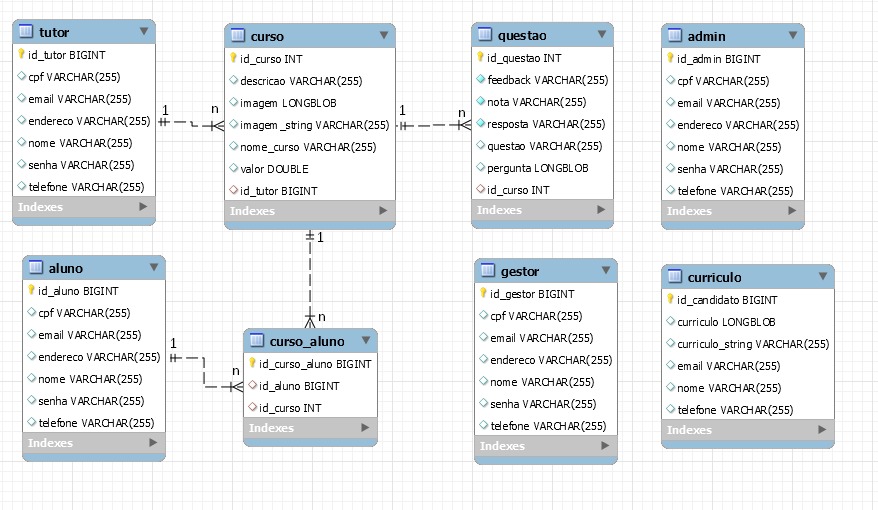 tutor
id_tutor BIGINT
cpf VARCHAR(255)
email VARCHAR(255)
endereco VARCHAR(255)
nome VARCHAR(255)
senha VARCHAR(255)
telefone VARCHAR(255)
Indexes
1
n
curso
id_curso INT
descricao VARCHAR(255)
imagem LONGBLOB
imagem_string VARCHAR(255)
nome_curso VARCHAR(255)
valor DOUBLE
id_tutor BIGINT
Indexes
1
n
questao
id_questao INT
feedback VARCHAR(255)
nota VARCHAR(255)
resposta VARCHAR(255)
questao VARCHAR(255)
pergunta LONGBLOB
id_curso INT
Indexes
admin
id_admin BIGINT
cpf VARCHAR(255)
email VARCHAR(255)
endereco VARCHAR(255)
nome VARCHAR(255)
senha VARCHAR(255)
telefone VARCHAR(255)
Indexes
1
n
aluno
id_aluno BIGINT
cpf VARCHAR(255)
email VARCHAR(255)
endereco VARCHAR(255)
nome VARCHAR(255)
senha VARCHAR(255)
telefone VARCHAR(255)
Indexes
1
n
curso_aluno
id_curso_aluno BIGINT
id_aluno BIGINT
id_curso INT
Indexes
gestor
id_gestor BIGINT
cpf VARCHAR(255)
email VARCHAR(255)
endereco VARCHAR(255)
nome VARCHAR(255)
senha VARCHAR(255)
telefone VARCHAR(255)
Indexes
curriculo
id_candidato BIGINT
curriculo LONGBLOB
curriculo_string VARCHAR(255)
email VARCHAR(255)
nome VARCHAR(255)
telefone VARCHAR(255)
Indexes